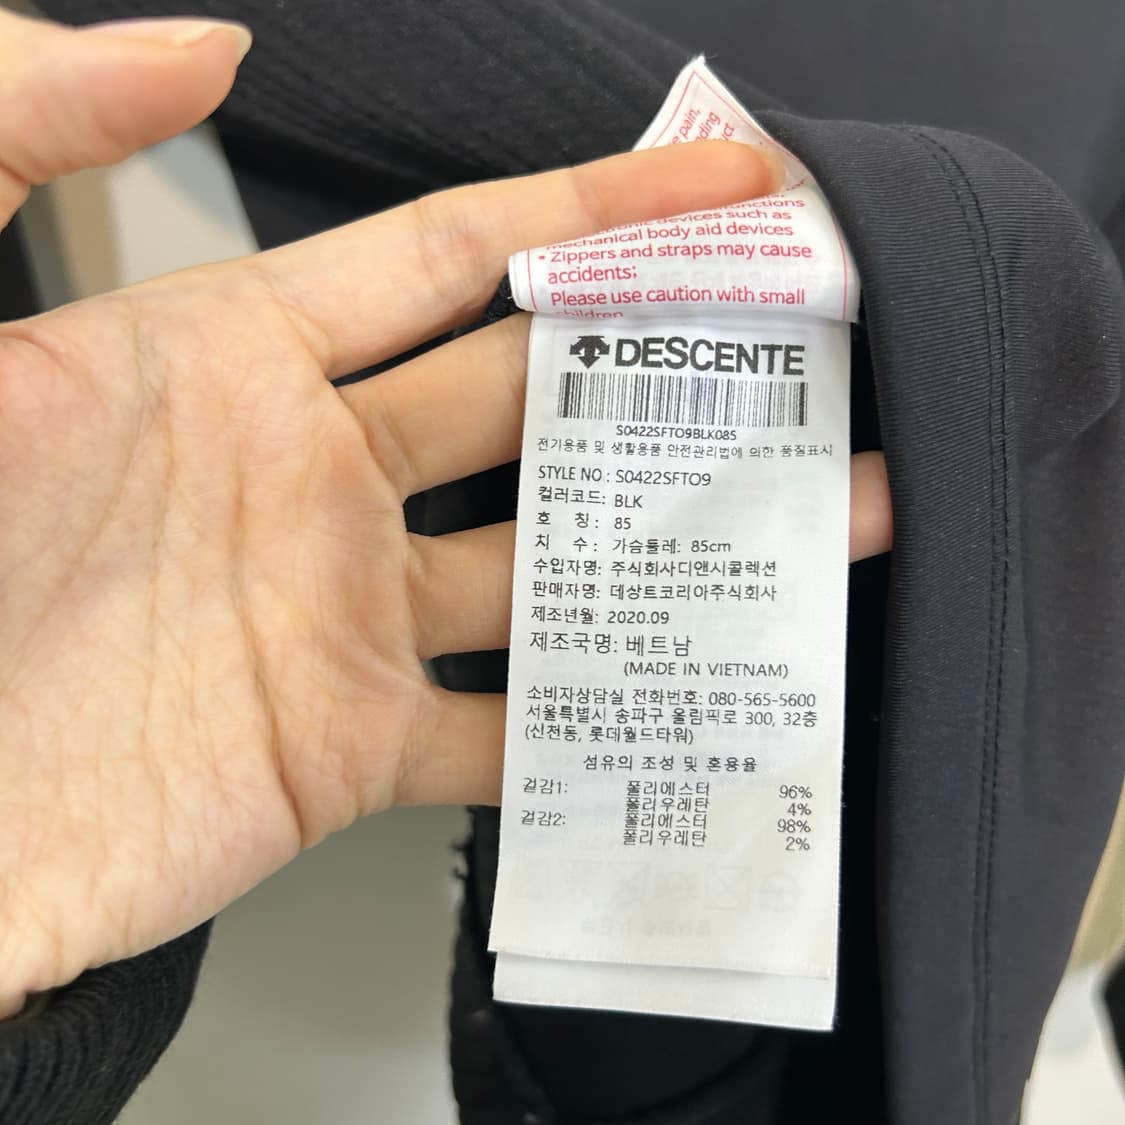 e pain,
ding
uct
or
unctions
devices such as
mechanical body aid devices
• Zippers and straps may cause
accidents;
Please use caution with small
children
DESCENTE
S0422SFTO9BLK085
전기용품 및 생활용품 안전관리법에 의한 품질표시
STYLE NO : S0422SFTO9
컬러코드: BLK
호 칭: 85
치 수: 가슴둘레: 85cm
수입자명: 주식회사디앤시콜렉션
판매자명: 데상트코리아주식회사
제조년월: 2020.09
제조국명: 베트남
(MADE IN VIETNAM)
소비자상담실 전화번호: 080-565-5600
서울특별시 송파구 올림픽로 300, 32층
(신천동, 롯데월드타워)
섬유의 조성 및 혼용율
겉감1: 폴리에스터 96%
폴리우레탄 4%
겉감2: 폴리에스터 98%
폴리우레탄 2%